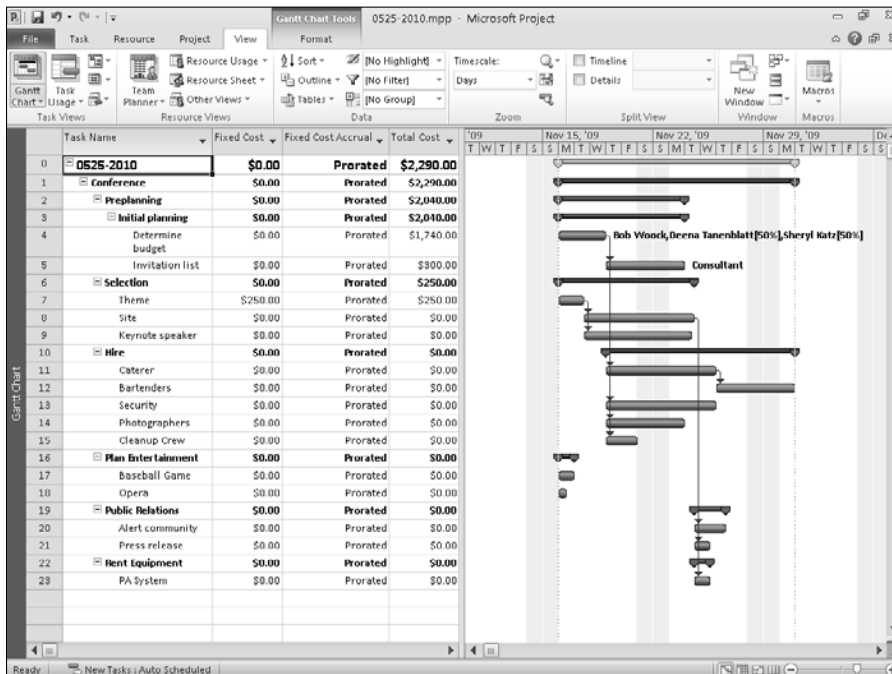 0525-2010.mpp - Microsoft Project
Gantt Chart Tools
File Task Resource Project View Format
Gantt Chart
Task Usage
Task Views
Team Planner
Resource Usage
Resource Sheet
Other Views
Resource Views
Sort
Outline
Tables
[No Highlight]
[No Filter]
[No Group]
Data
Timescale:
Days
Zoom
Timeline
Details
Split View
New Window
Window
Macros
Macros
Task Name Fixed Cost Fixed Cost Accrual Total Cost
'09 Nov 15, '09 Nov 22, '09 Nov 29, '09
T W T F S S M T W T F S S M T W T F S S M T W T F S S
0 0525-2010 $0.00 Prorated $2,290.00
1 Conference $0.00 Prorated $2,290.00
2 Preplanning $0.00 Prorated $2,040.00
3 Initial planning $0.00 Prorated $2,040.00
4 Determine budget $0.00 Prorated $1,740.00
Bob Woock,Deena Tanenblatt[50%],Sheryl Katz[50%]
5 Invitation list $0.00 Prorated $300.00
Consultant
6 Selection $0.00 Prorated $250.00
7 Theme $250.00 Prorated $250.00
8 Site $0.00 Prorated $0.00
9 Keynote speaker $0.00 Prorated $0.00
10 Hire $0.00 Prorated $0.00
11 Caterer $0.00 Prorated $0.00
12 Bartenders $0.00 Prorated $0.00
13 Security $0.00 Prorated $0.00
14 Photographers $0.00 Prorated $0.00
15 Cleanup Crew $0.00 Prorated $0.00
16 Plan Entertainment $0.00 Prorated $0.00
17 Baseball Game $0.00 Prorated $0.00
18 Opera $0.00 Prorated $0.00
19 Public Relations $0.00 Prorated $0.00
20 Alert community $0.00 Prorated $0.00
21 Press release $0.00 Prorated $0.00
22 Rent Equipment $0.00 Prorated $0.00
23 PA System $0.00 Prorated $0.00
Gantt Chart
Ready New Tasks : Auto Scheduled